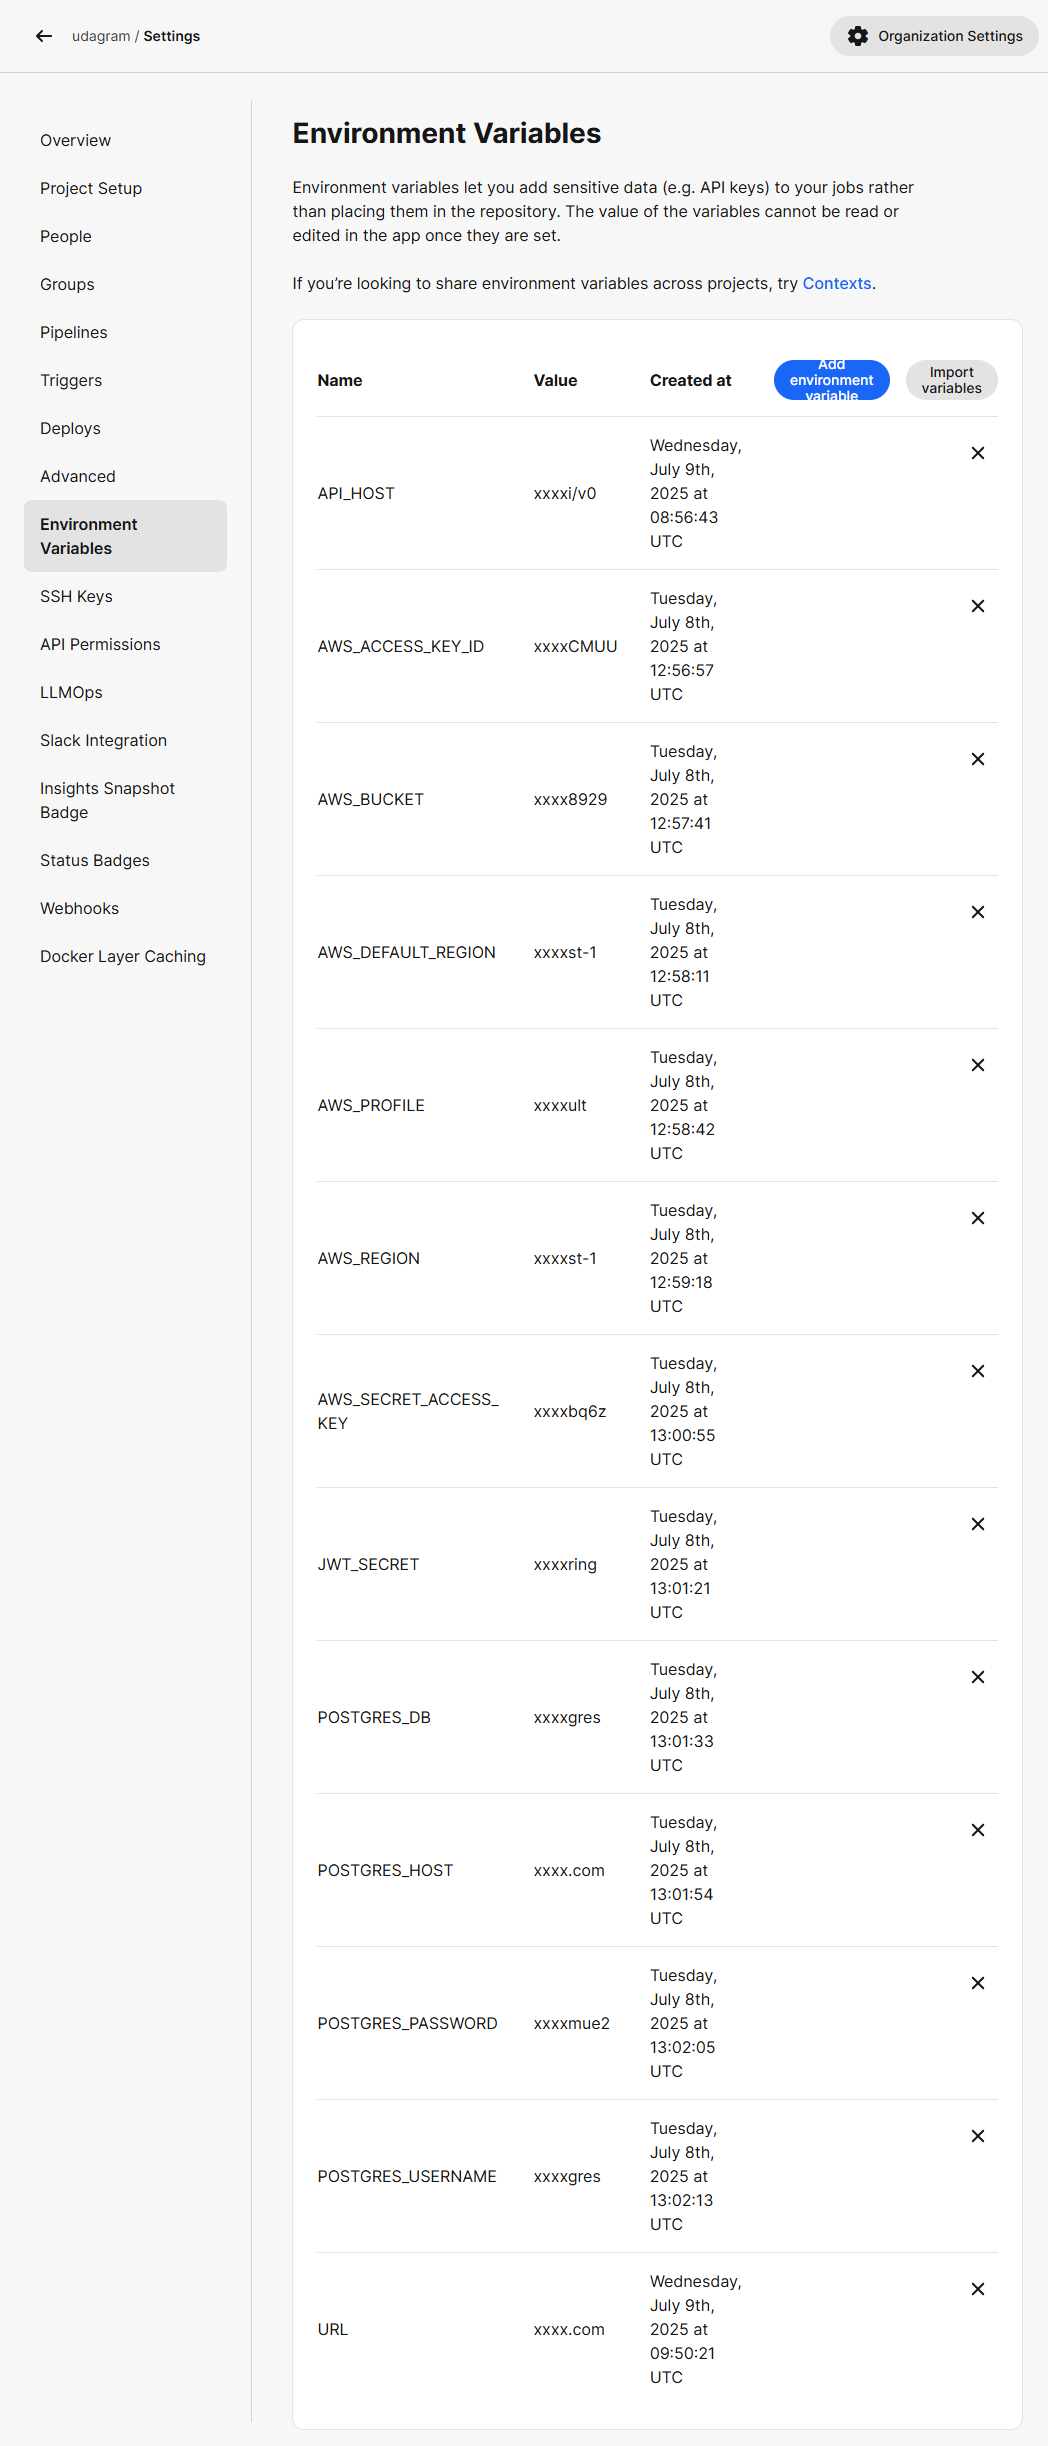 udagram / Settings
Organization Settings
Overview
Project Setup
People
Groups
Pipelines
Triggers
Deploys
Advanced
Environment
Variables
SSH Keys
API Permissions
LLMOps
Slack Integration
Insights Snapshot
Badge
Status Badges
Webhooks
Docker Layer Caching
Environment Variables
Environment variables let you add sensitive data (e.g. API keys) to your jobs rather
than placing them in the repository. The value of the variables cannot be read or
edited in the app once they are set.
If you’re looking to share environment variables across projects, try Contexts.
Name
Value
Created at
Add
environment
variable
Import
variables
API_HOST
xxxxi/v0
Wednesday,
July 9th,
2025 at
08:56:43
UTC
AWS_ACCESS_KEY_ID
xxxxCMUU
Tuesday,
July 8th,
2025 at
12:56:57
UTC
AWS_BUCKET
xxxx8929
Tuesday,
July 8th,
2025 at
12:57:41
UTC
AWS_DEFAULT_REGION
xxxxst-1
Tuesday,
July 8th,
2025 at
12:58:11
UTC
AWS_PROFILE
xxxxult
Tuesday,
July 8th,
2025 at
12:58:42
UTC
AWS_REGION
xxxxst-1
Tuesday,
July 8th,
2025 at
12:59:18
UTC
AWS_SECRET_ACCESS_
KEY
xxxxbq6z
Tuesday,
July 8th,
2025 at
13:00:55
UTC
JWT_SECRET
xxxxring
Tuesday,
July 8th,
2025 at
13:01:21
UTC
POSTGRES_DB
xxxxgres
Tuesday,
July 8th,
2025 at
13:01:33
UTC
POSTGRES_HOST
xxxx.com
Tuesday,
July 8th,
2025 at
13:01:54
UTC
POSTGRES_PASSWORD
xxxxmue2
Tuesday,
July 8th,
2025 at
13:02:05
UTC
POSTGRES_USERNAME
xxxxgres
Tuesday,
July 8th,
2025 at
13:02:13
UTC
URL
xxxx.com
Wednesday,
July 9th,
2025 at
09:50:21
UTC